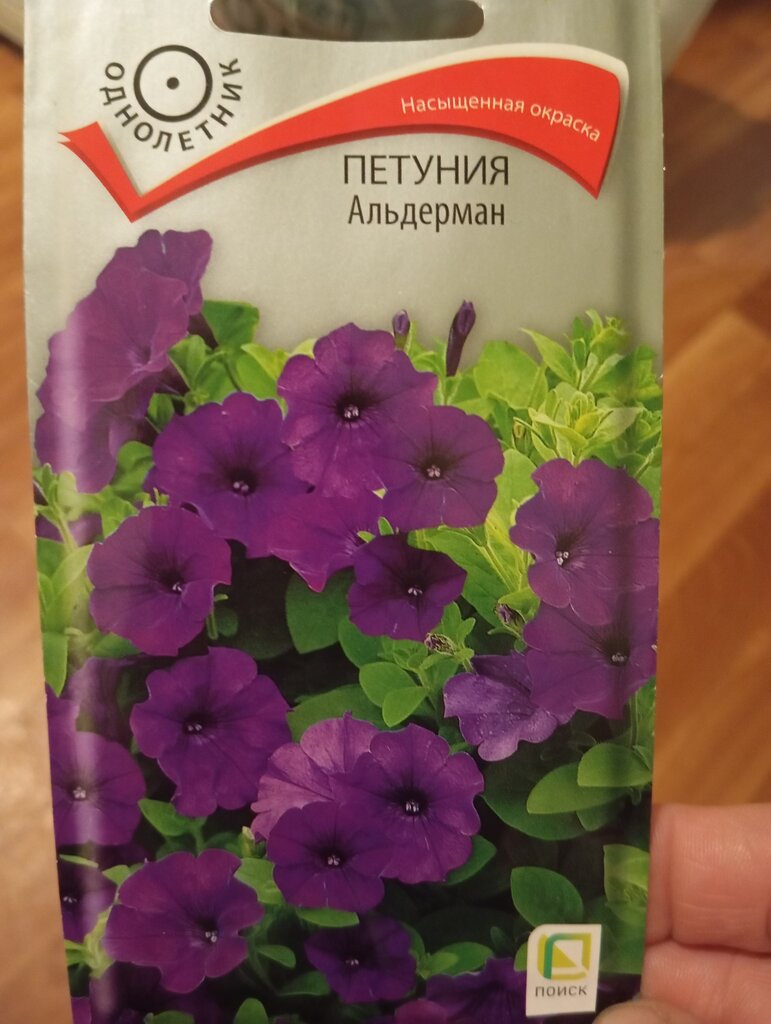 ОДНОЛЕТНИК
Насыщенная окраска
ПЕТУНИЯ
Альдерман
ПОИСК